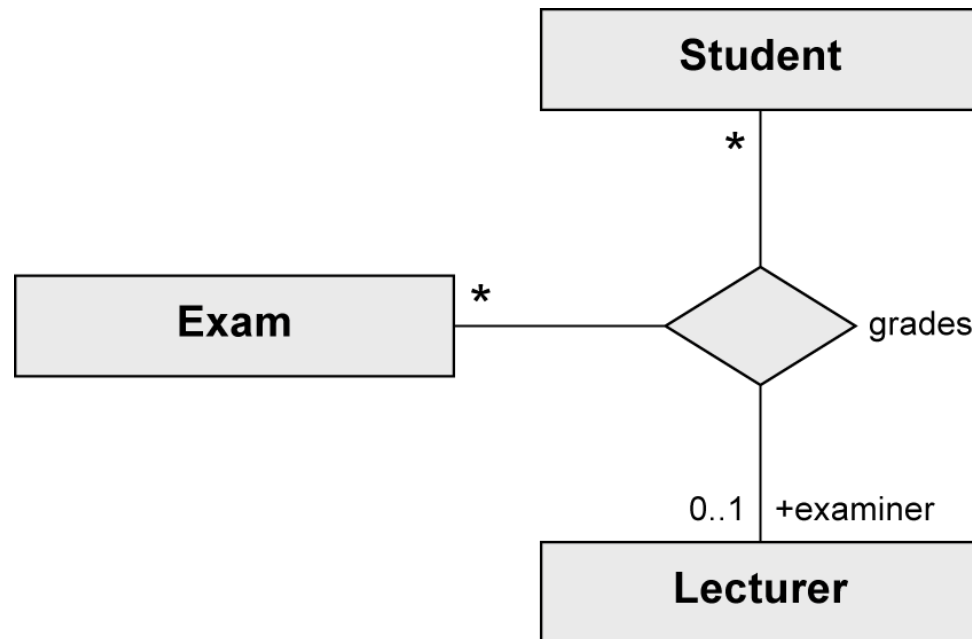 Student
*
Exam
*
grades
0..1 +examiner
Lecturer